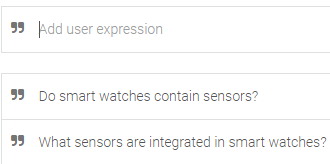 Add user expression
Do smart watches contain sensors?
What sensors are integrated in smart watches?